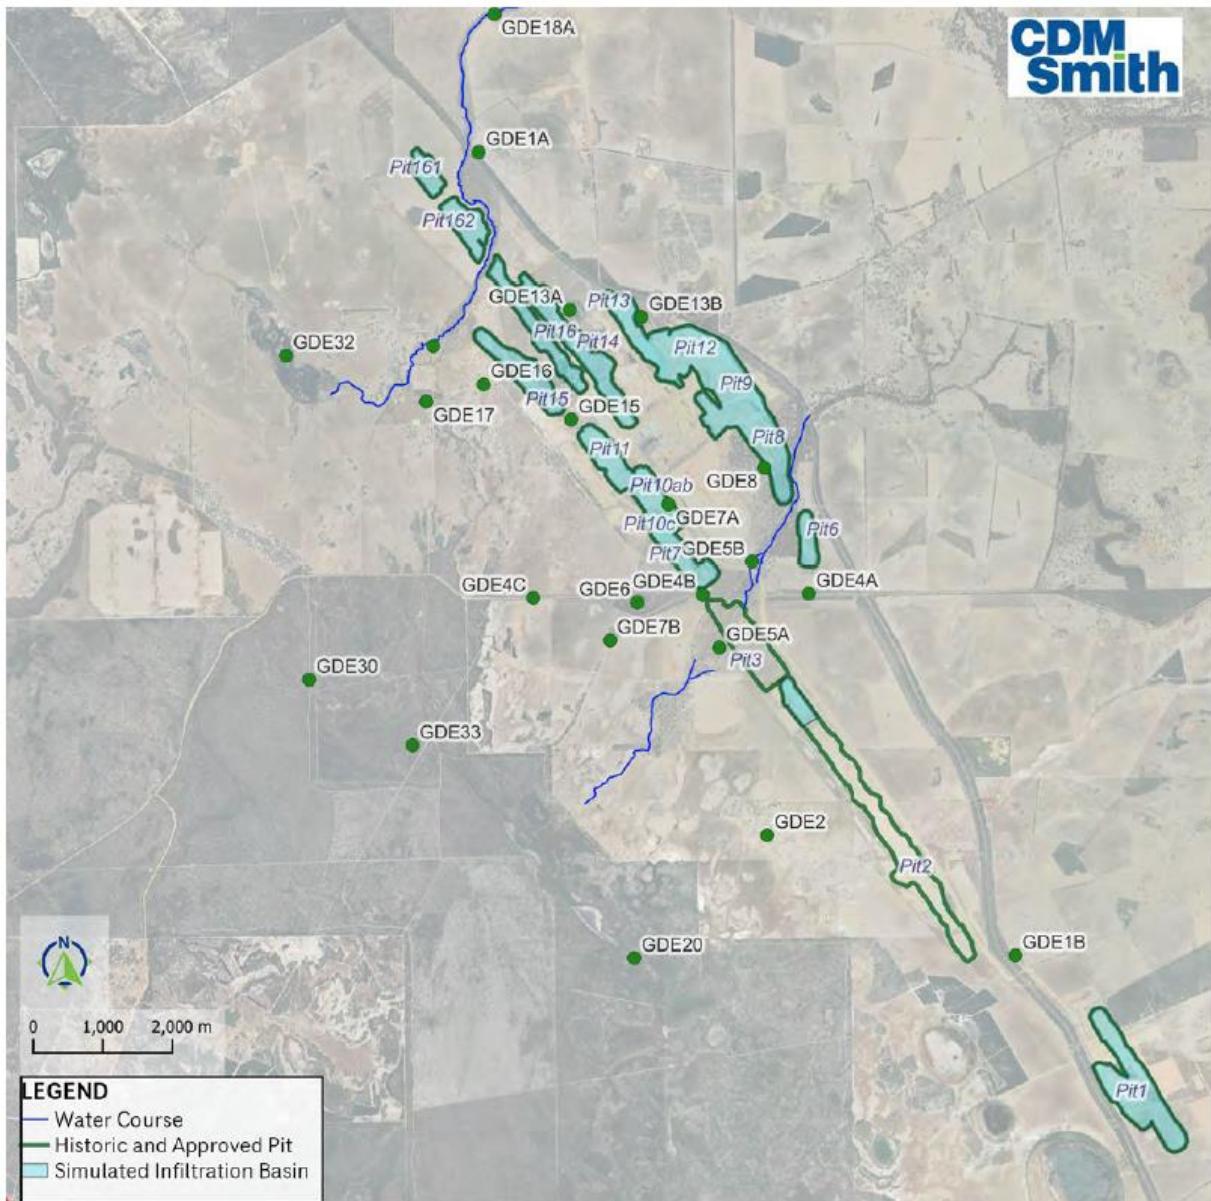 GDE18A
CDM
Smith
GDE1A
Pit161
Pit162
GDE13A
Pit13
GDE13B
Pit16
Pit14
Pit12
GDE32
Pit9
GDE16
Pit15
GDE17
GDE15
Pit11
Pit8
GDE8
Pit10ab
GDE7A
Pit10c
Pit6
Pit7
GDE5B
GDE4C
GDE6
GDE4B
GDE4A
GDE7B
GDE5A
Pit3
GDE30
GDE33
GDE2
Pit2
GDE20
GDE1B
N
0 1,000 2,000 m
Pit1
LEGEND
Water Course
Historic and Approved Pit
Simulated Infiltration Basin